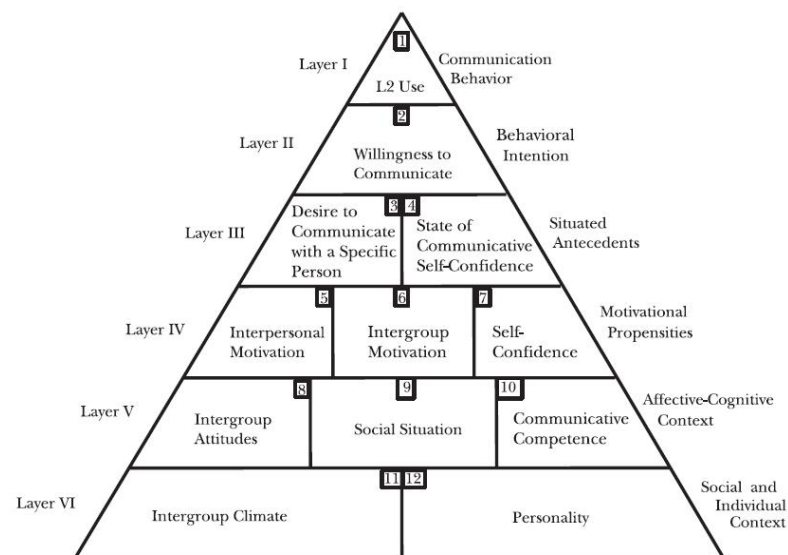 1
Layer I
Communication
Behavior
L2 Use
2
Layer II
Behavioral
Intention
Willingness to
Communicate
3 4
Layer III
Desire to
Communicate
with a Specific
Person
State of
Communicative
Self-Confidence
Situated
Antecedents
5 6 7
Layer IV
Interpersonal
Motivation
Intergroup
Motivation
Self-
Confidence
Motivational
Propensities
8 9 10
Layer V
Intergroup
Attitudes
Social Situation
Communicative
Competence
Affective-Cognitive
Context
11 12
Layer VI
Intergroup Climate
Personality
Social and
Individual
Context